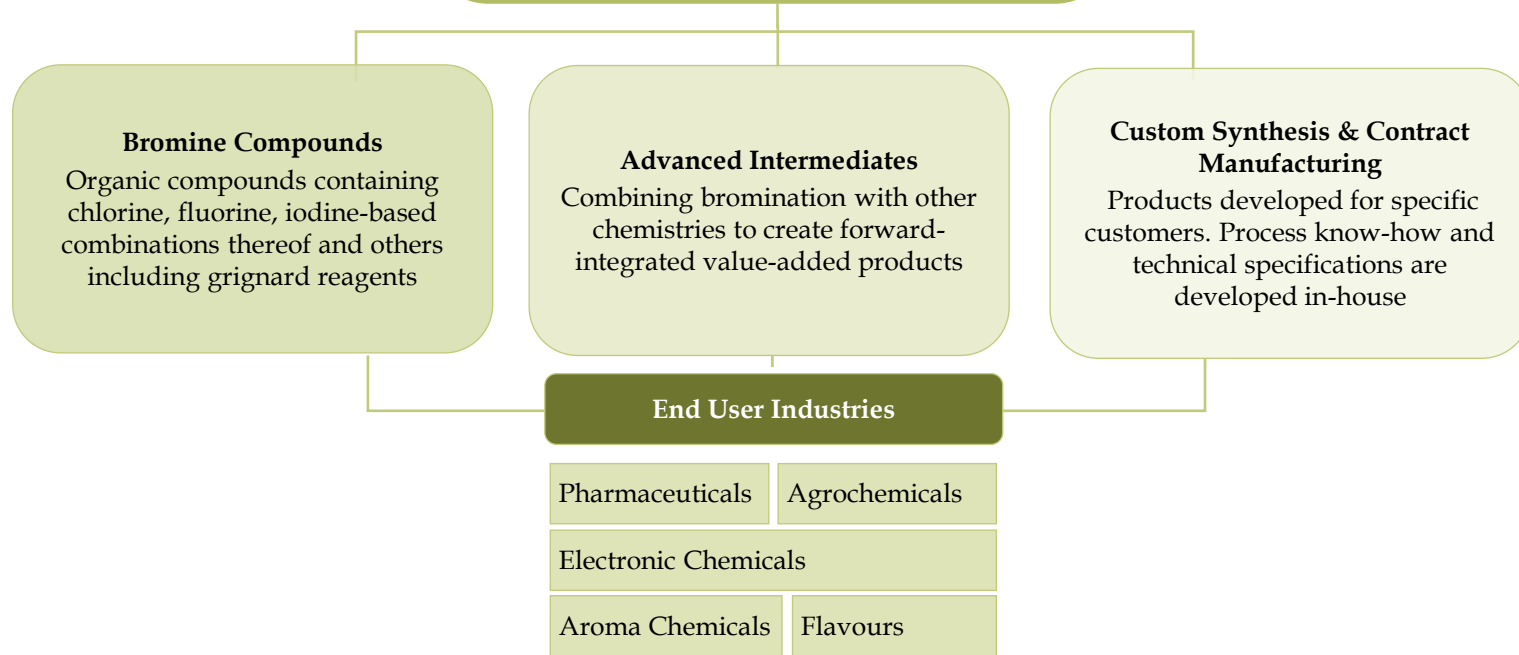 Bromine Compounds
Organic compounds containing
chlorine, fluorine, iodine-based
combinations thereof and others
including grignard reagents
Advanced Intermediates
Combining bromination with other
chemistries to create forward-
integrated value-added products
Custom Synthesis & Contract
Manufacturing
Products developed for specific
customers. Process know-how and
technical specifications are
developed in-house
End User Industries
Pharmaceuticals
Agrochemicals
Electronic Chemicals
Aroma Chemicals
Flavours